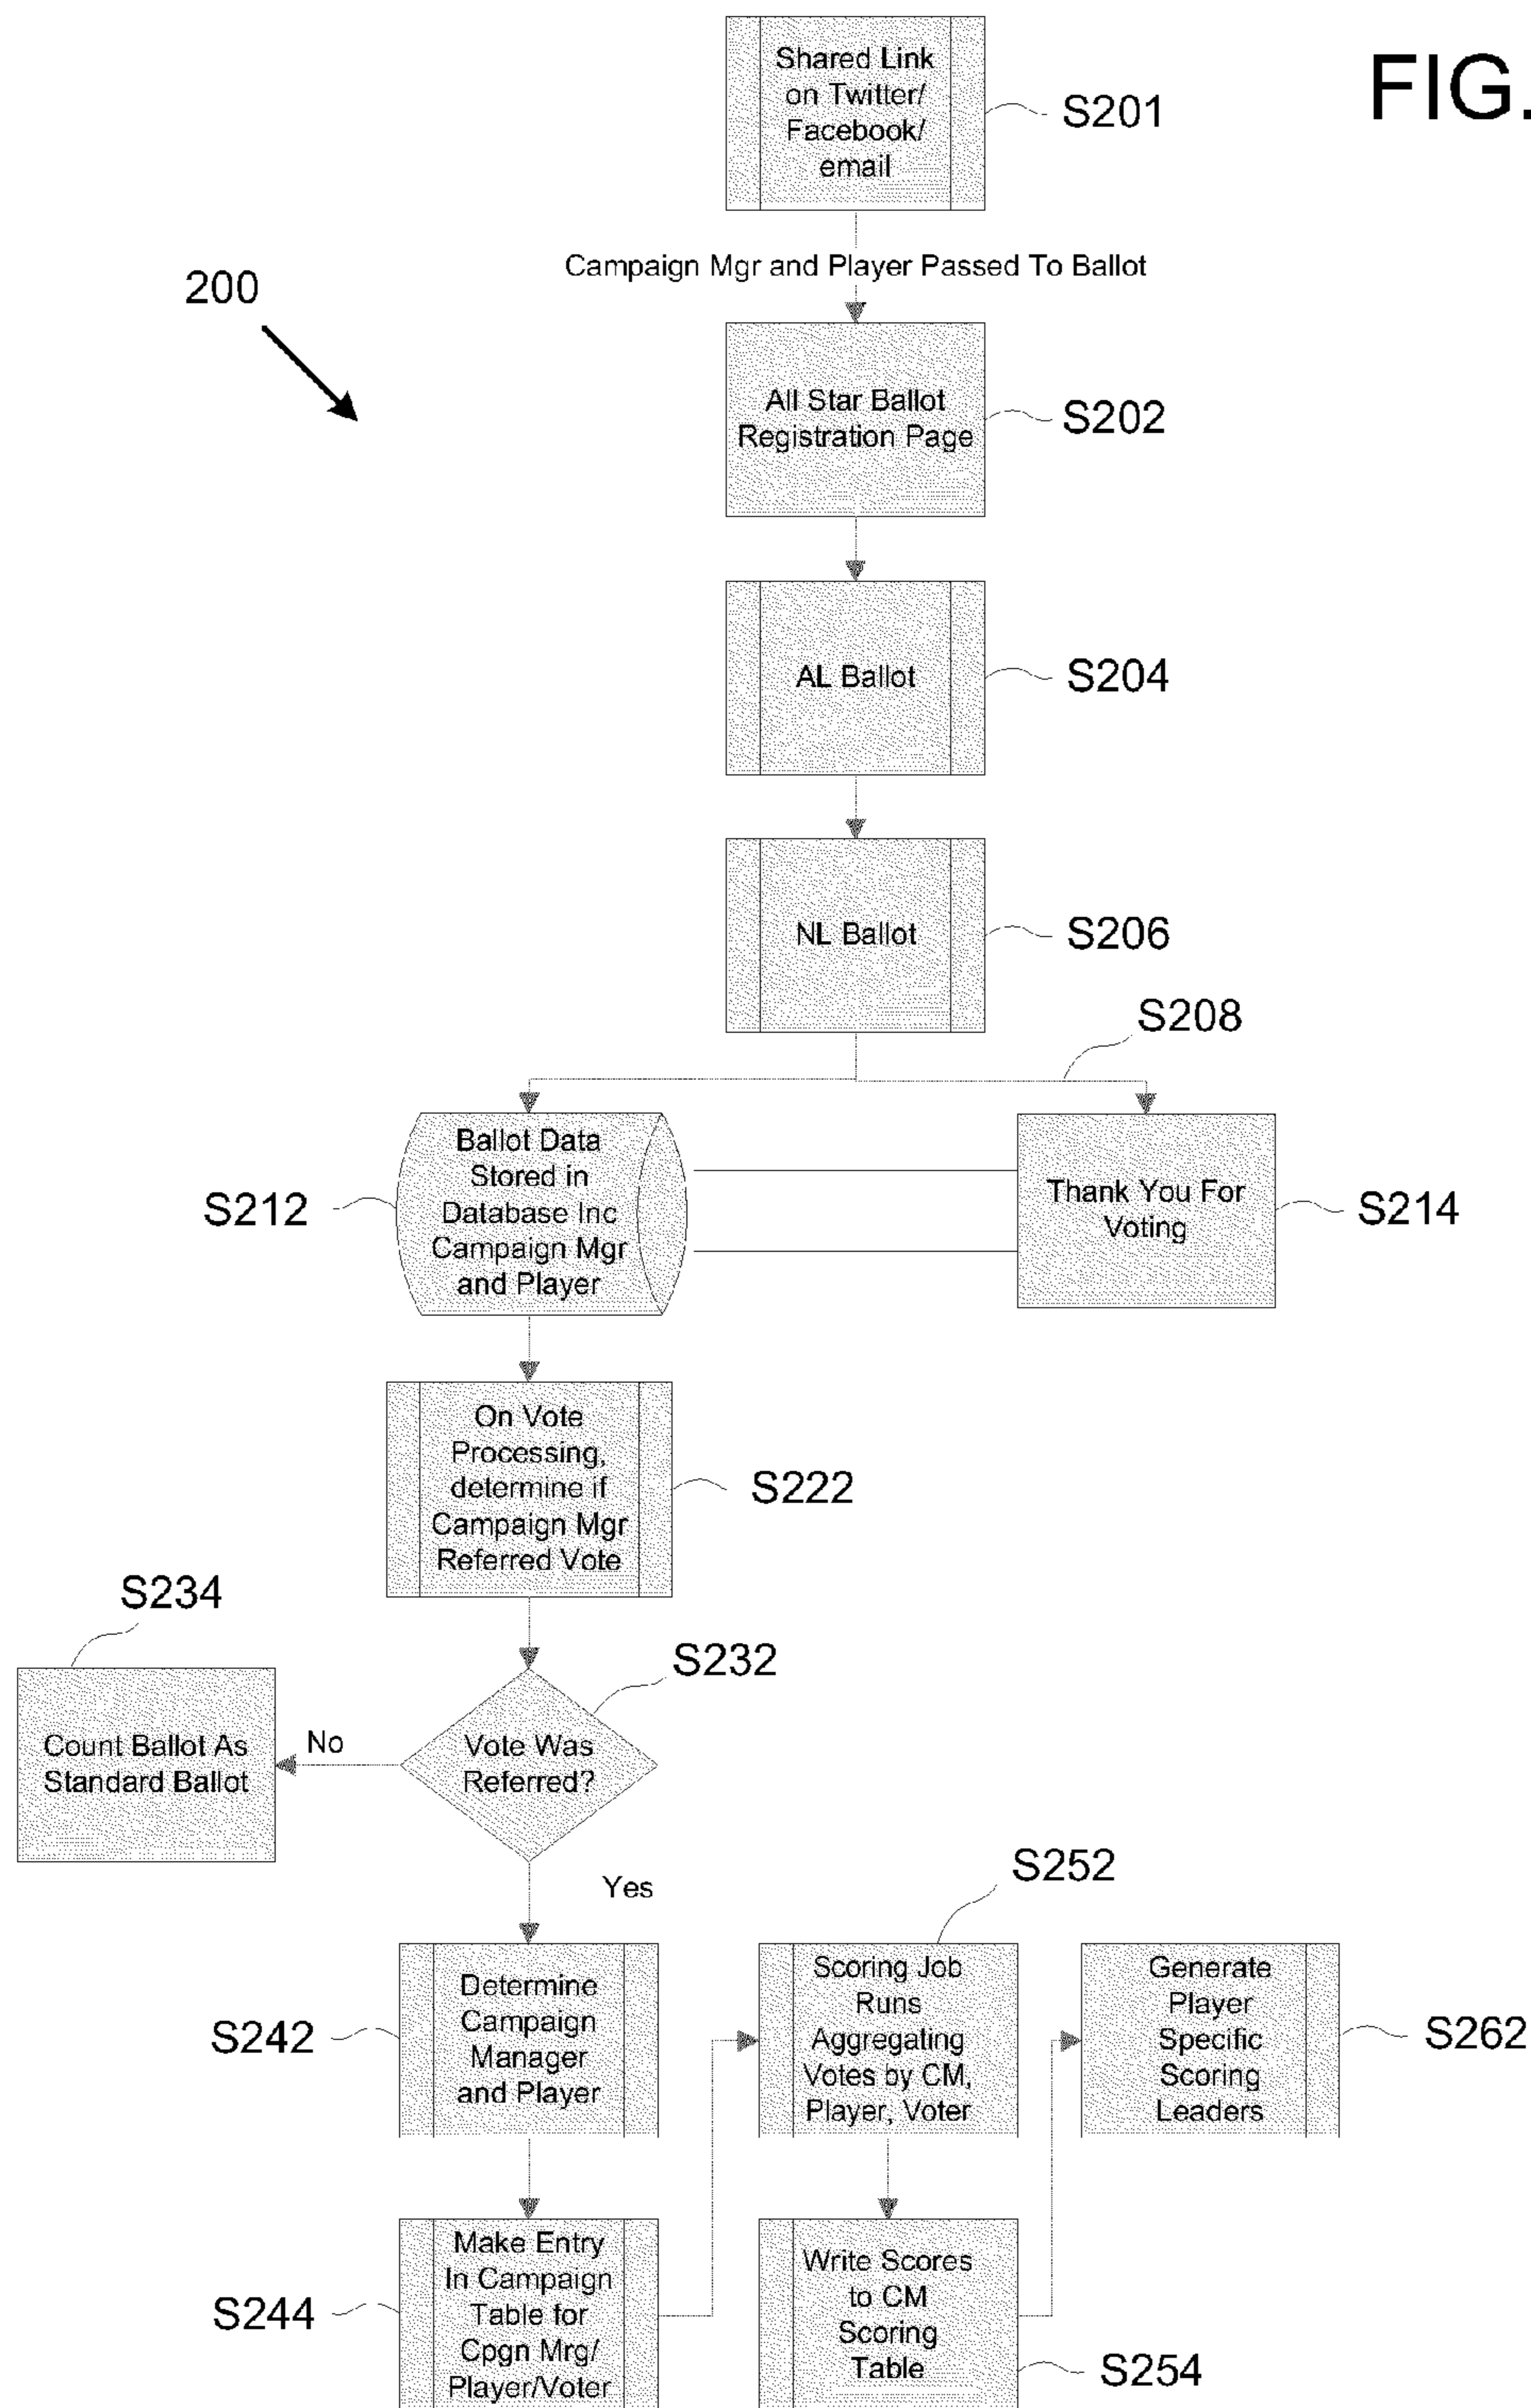 Shared Link
on Twitter/
Facebook/
email
S201
FIG.
Campaign Mgr and Player Passed To Ballot
200
All Star Ballot
Registration Page
S202
AL Ballot
S204
NL Ballot
S206
S208
Ballot Data
Stored in
Database Inc
Campaign Mgr
and Player
S212
Thank You For
Voting
S214
On Vote
Processing,
determine if
Campaign Mgr
Referred Vote
S222
S234
Count Ballot As
Standard Ballot
No
Vote Was
Referred?
S232
Yes
Determine
Campaign
Manager
and Player
S242
S252
Scoring Job
Runs
Aggregating
Votes by CM,
Player, Voter
Generate
Player
Specific
Scoring
Leaders
S262
Make Entry
In Campaign
Table for
Cpgn Mrg/
Player/Voter
S244
Write Scores
to CM
Scoring
Table
S254